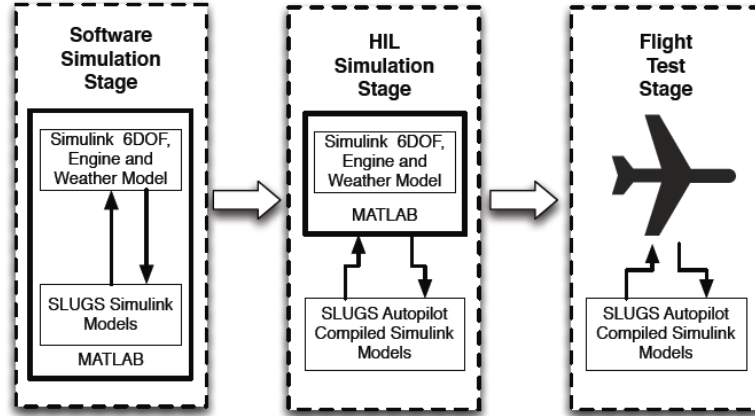 Software
Simulation
Stage
Simulink 6DOF,
Engine and
Weather Model
SLUGS Simulink
Models
MATLAB
HIL
Simulation
Stage
Simulink 6DOF,
Engine and
Weather Model
MATLAB
SLUGS Autopilot
Compiled Simulink
Models
Flight
Test
Stage
SLUGS Autopilot
Compiled Simulink
Models